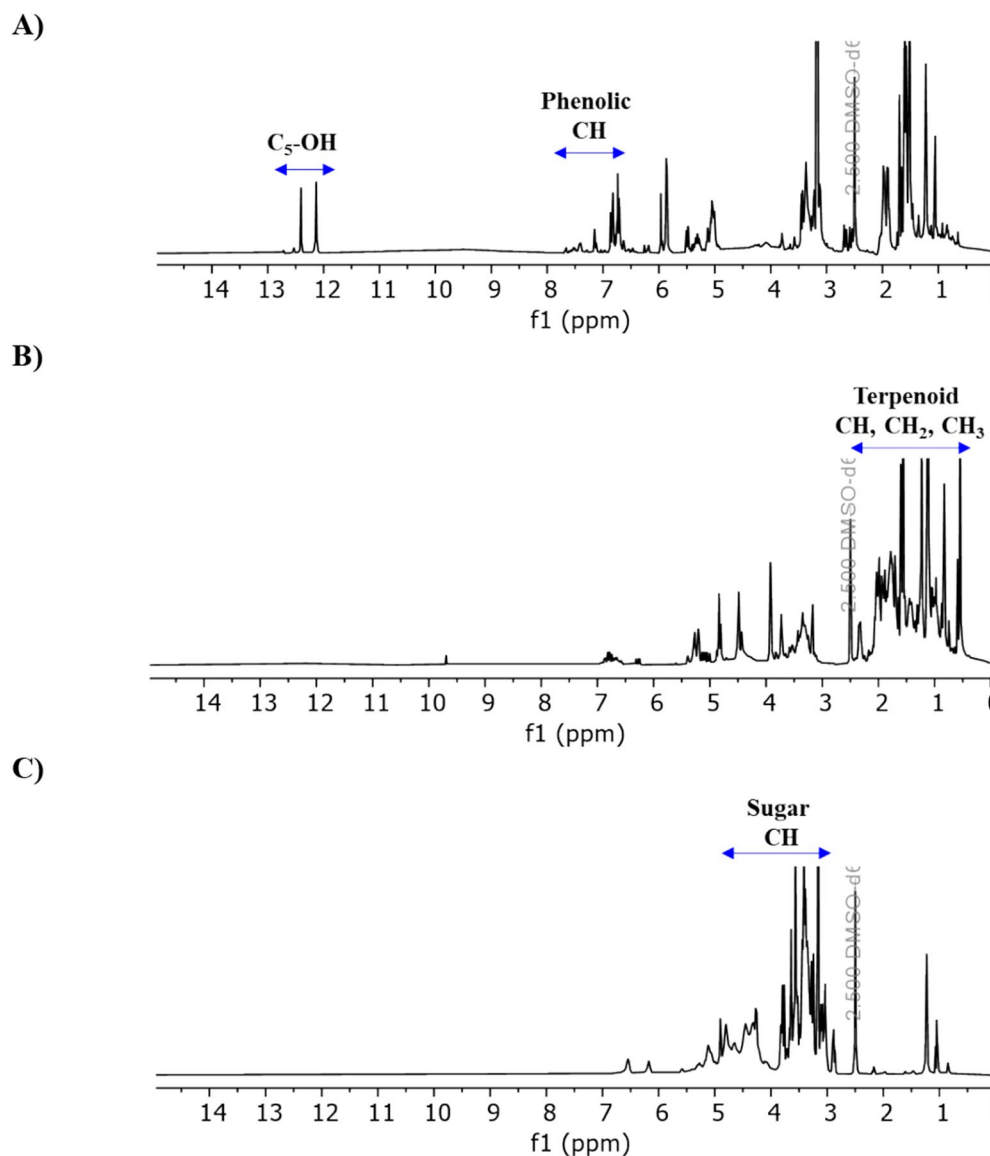 A)
2.500 DMSO-d6
Phenolic
CH
C₅-OH
14 13 12 11 10 9 8 7 6 5 4 3 2 1
f1 (ppm)
B)
Terpenoid
CH, CH₂, CH₃
2.500 DMSO-d6
14 13 12 11 10 9 8 7 6 5 4 3 2 1 0
f1 (ppm)
C)
Sugar
CH
2.500 DMSO-d6
14 13 12 11 10 9 8 7 6 5 4 3 2 1
f1 (ppm)